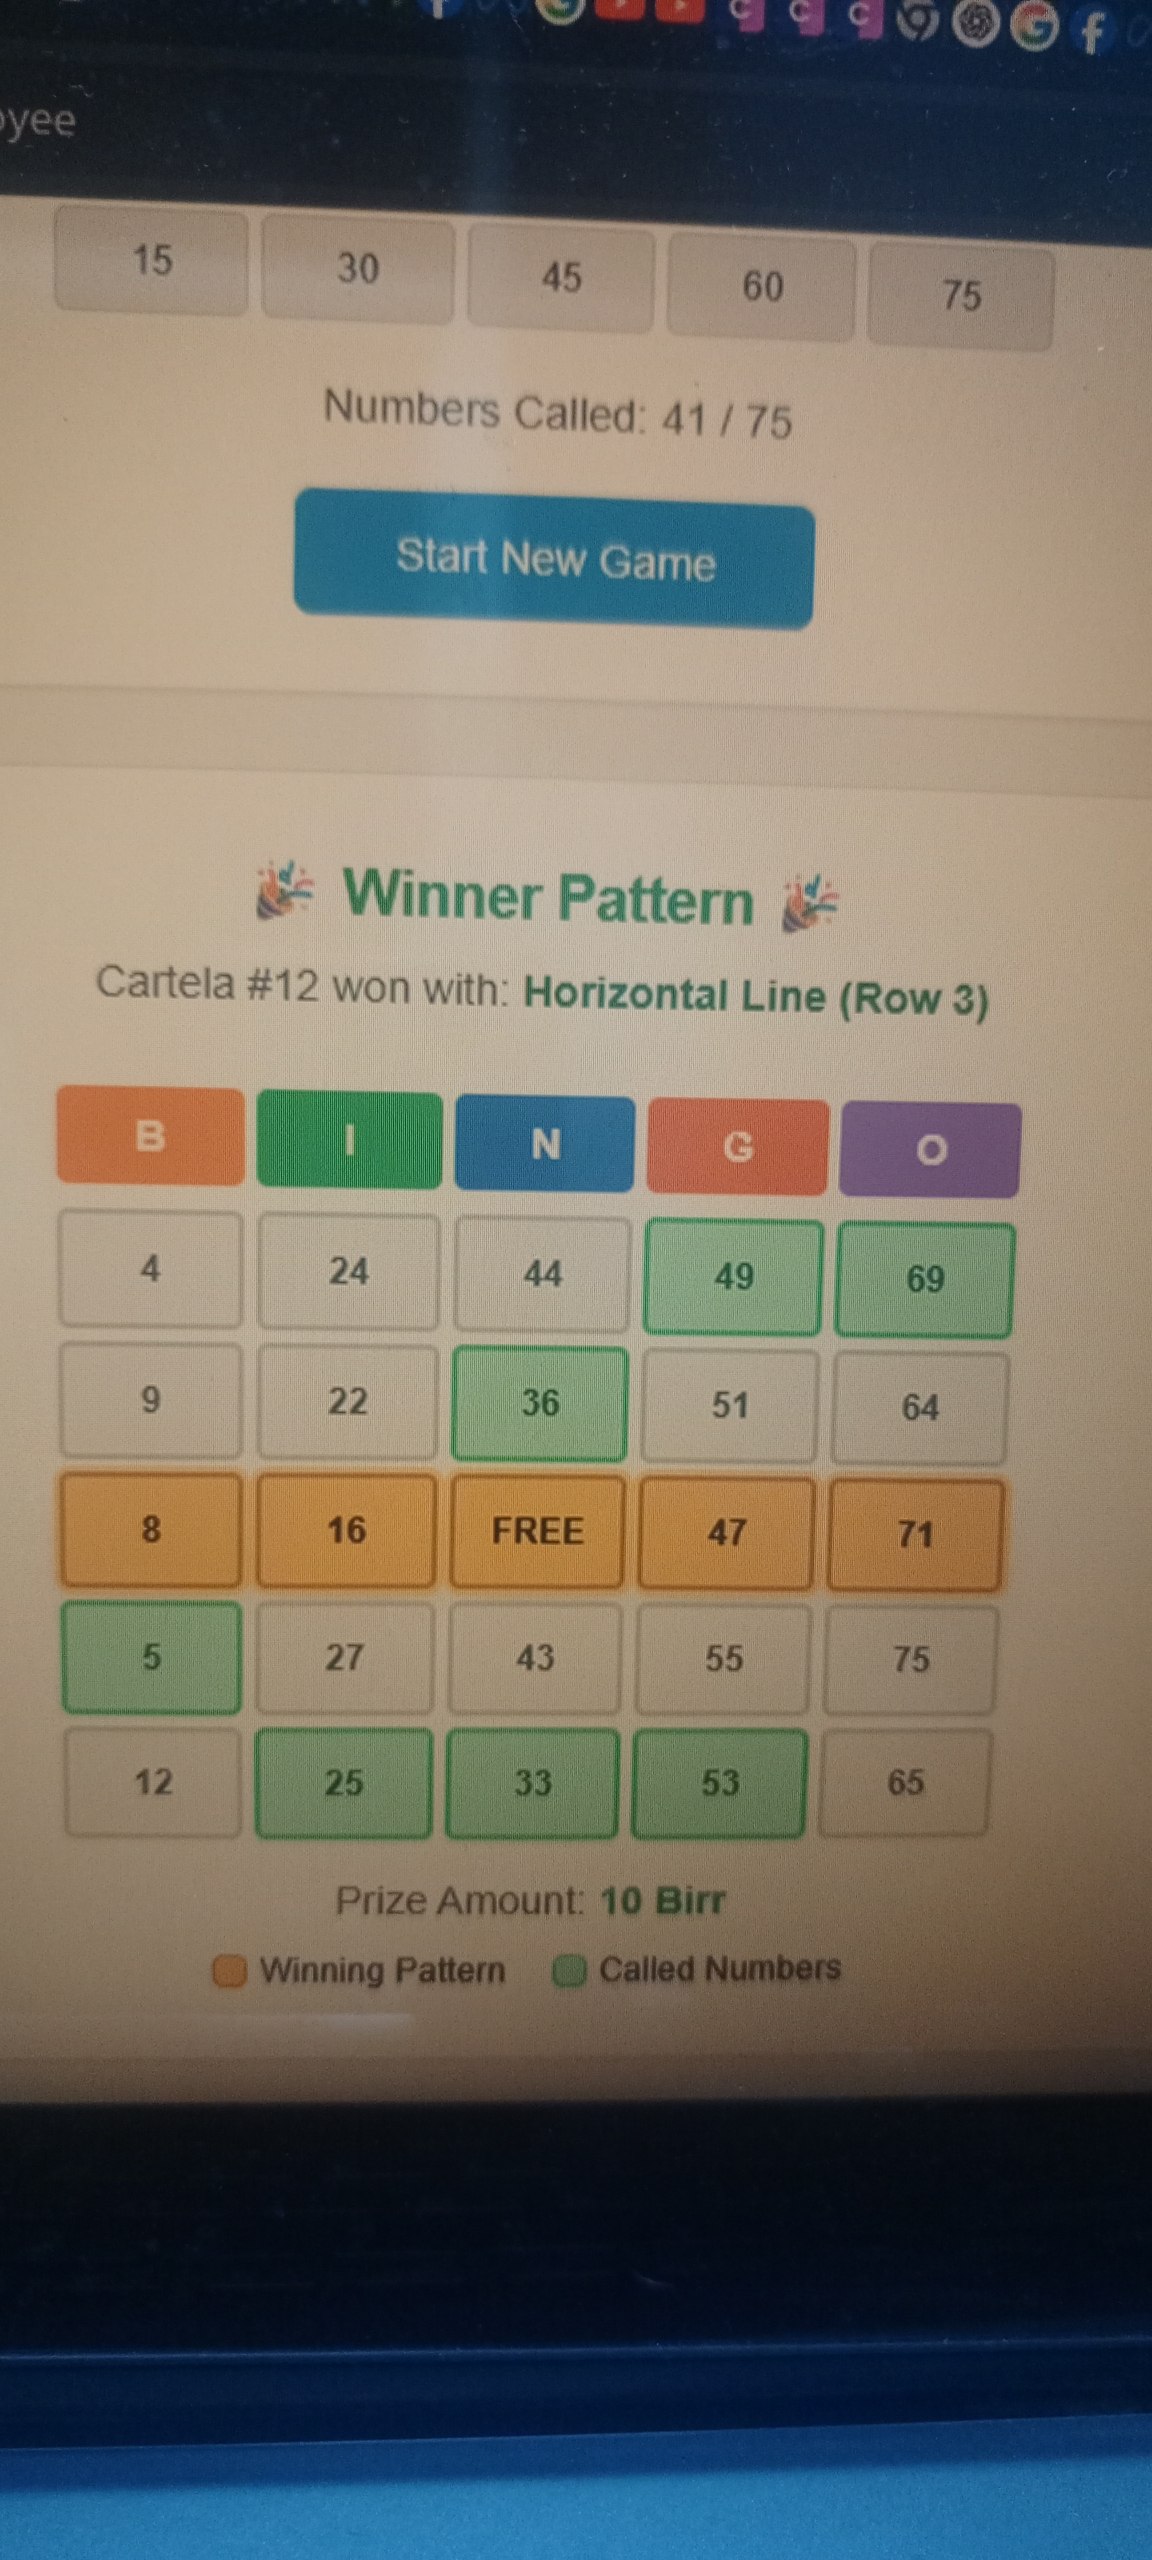 oyee
15 30 45 60 75
Numbers Called: 41 / 75
Start New Game
Winner Pattern
Cartela #12 won with: Horizontal Line (Row 3)
B I N G O
4 24 44 49 69
9 22 36 51 64
8 16 FREE 47 71
5 27 43 55 75
12 25 33 53 65
Prize Amount: 10 Birr
Winning Pattern Called Numbers